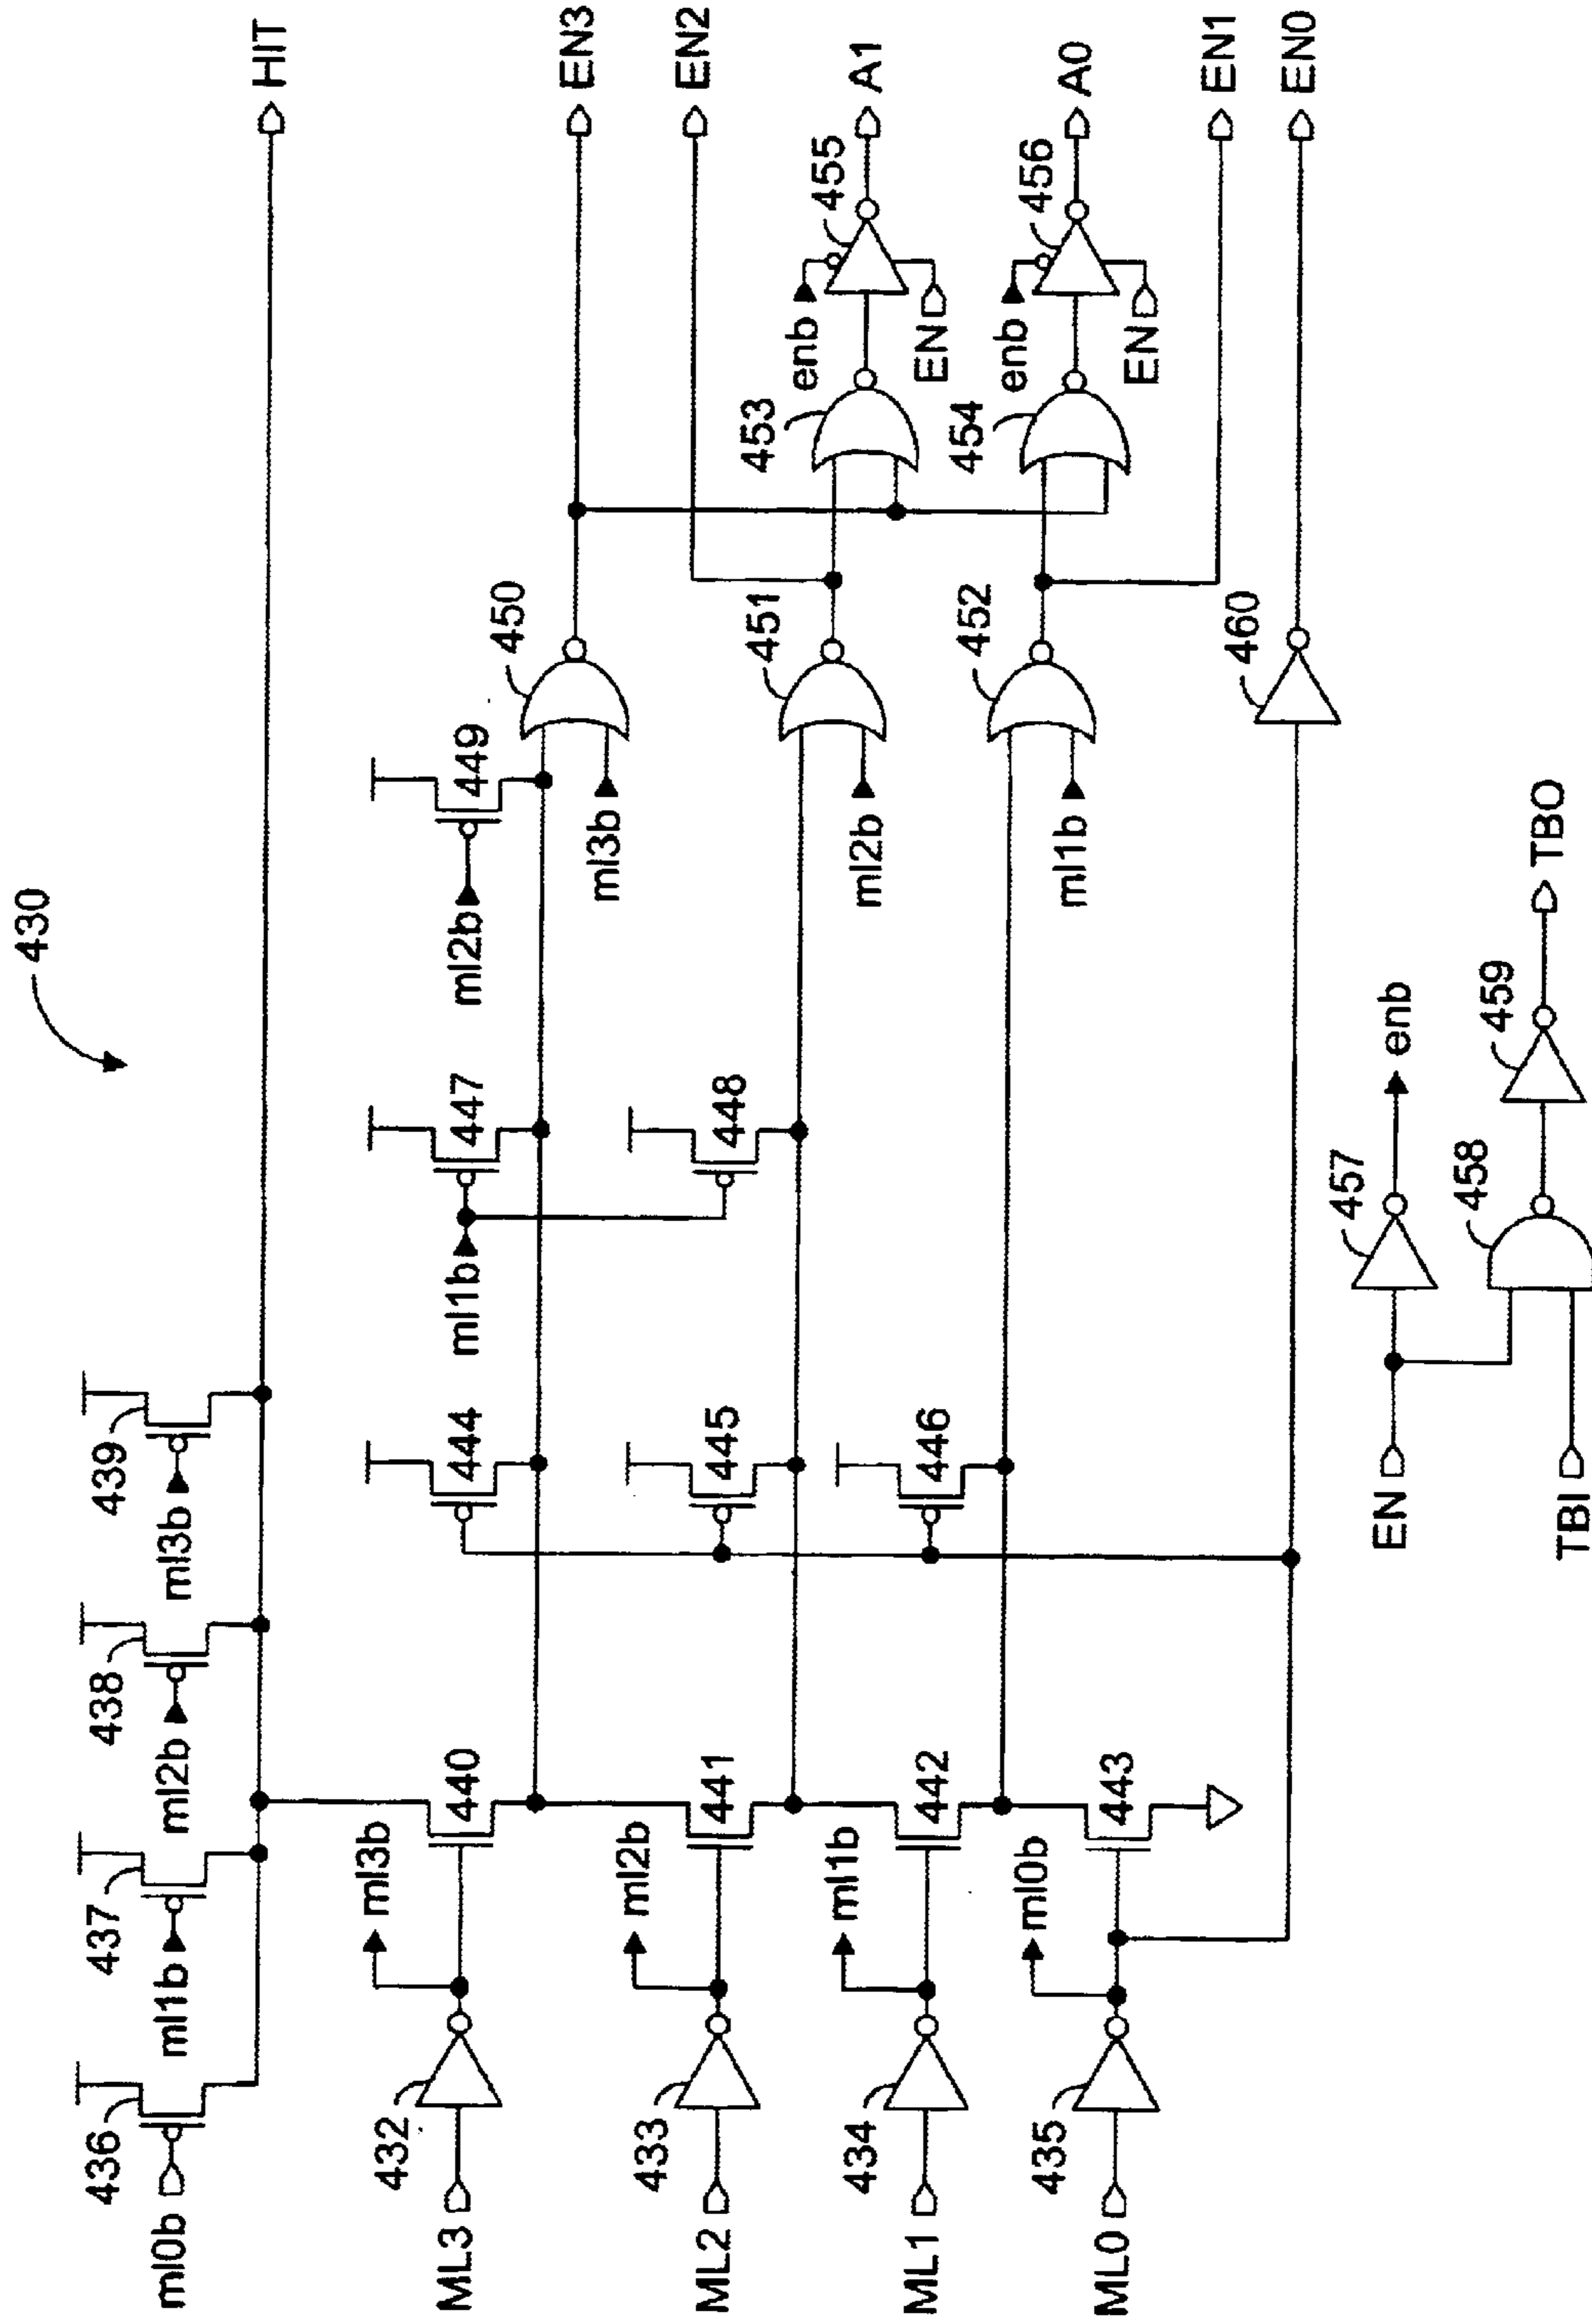 430
436
437
438
439
ml0b
ml1b
ml2b
ml3b
HIT
ML3
432
ml3b
440
444
447
449
ml1b
ml2b
450
ml3b
EN3
EN2
ML2
433
ml2b
441
445
448
451
ml2b
453
enb
455
EN
A1
ML1
434
ml1b
442
446
452
ml1b
454
enb
456
EN
A0
EN1
ML0
435
ml0b
443
460
EN0
EN
457
enb
TBI
458
459
TBO